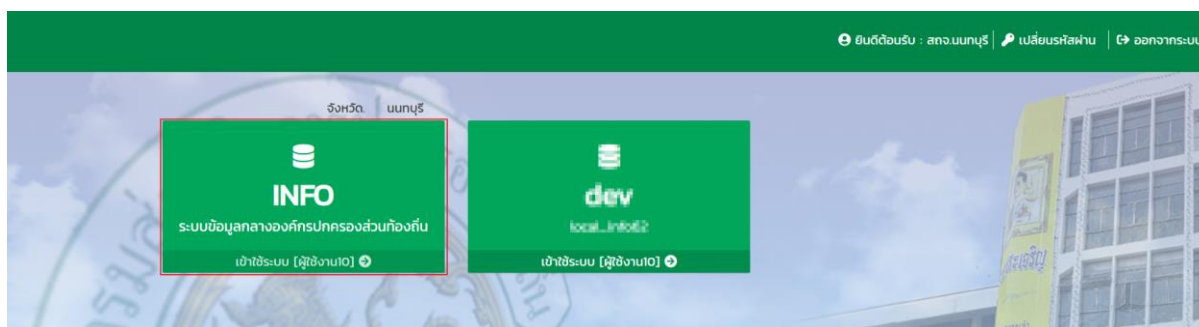 ยินดีต้อนรับ : สถจ.นนทบุรี เปลี่ยนรหัสผ่าน ออกจากระบบ
จังหวัด. นนทบุรี
INFO
ระบบข้อมูลกลางองค์กรปกครองส่วนท้องถิ่น
เข้าใช้ระบบ [ผู้ใช้งาน10]
dev
local_info62
เข้าใช้ระบบ [ผู้ใช้งาน10]